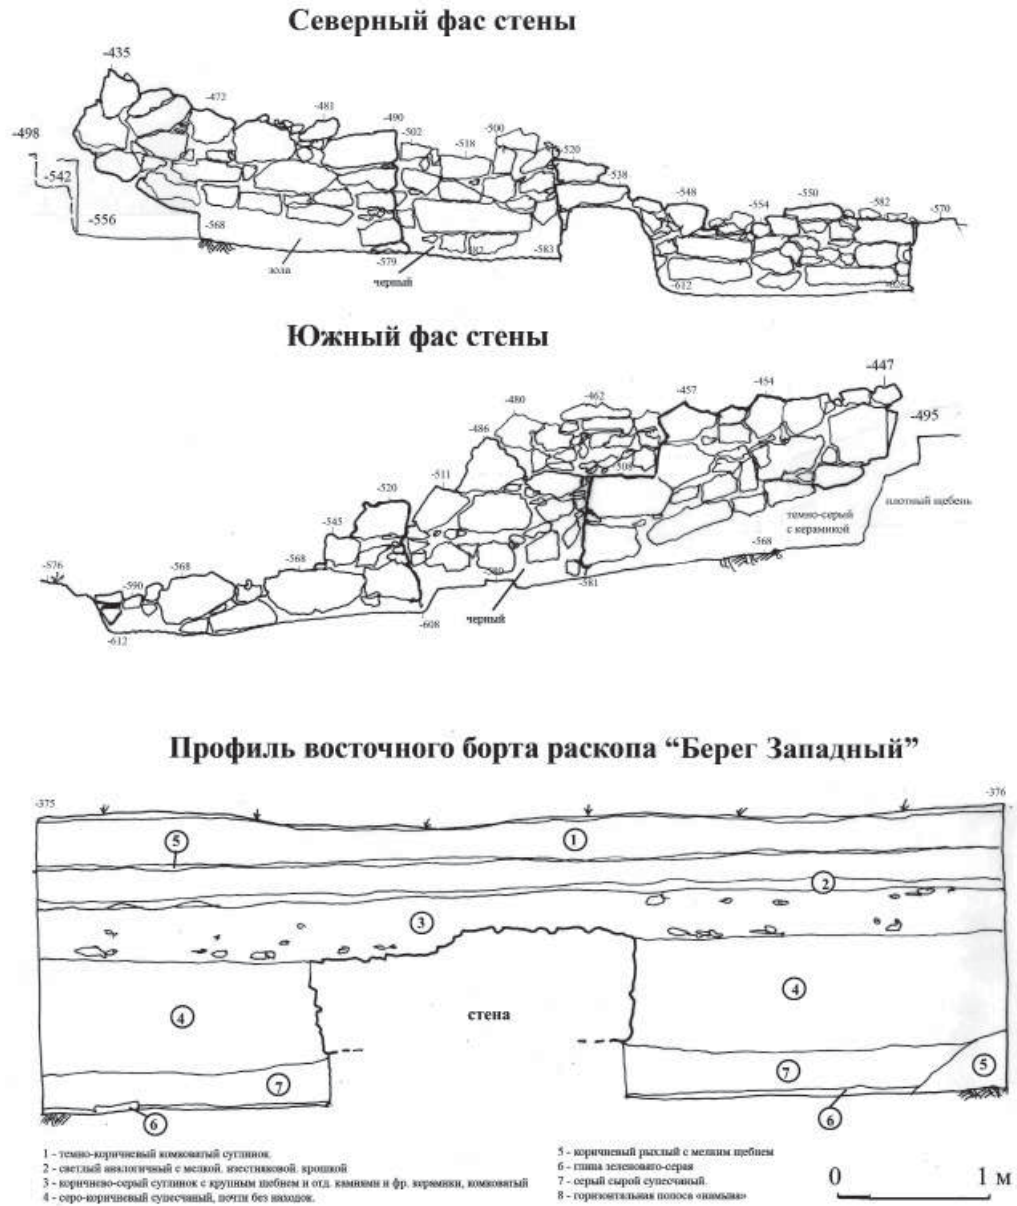 Северный фас стены
-435
-472
-481
-490
-498
-502
-500
-518
-520
-542
-538
-548
-550
-554
-582
-570
-556
-568
-583
-579
-612
зола
черный
Южный фас стены
-447
-454
-457
-462
-480
-495
-486
-508
-511
-520
плотный щебень
темно-серый
с керамикой
-545
-568
-568
-568
-576
-590
-580
-581
-608
черный
-612
Профиль восточного борта раскопа “Берег Западный”
-375
-376
5
1
2
3
4
стена
4
7
7
5
6
6
1 - темно-коричневый комковатый суглинок.
2 - светлый аналогичный с мелкой. известняковой. крошкой
3 - коричнево-серый суглинок с крупным щебнем и отд. камнями и фр. керамики, комковатый
4 - серо-коричневый супесчаный, почти без находок.
5 - коричневый рыхлый с мелким щебнем
6 - глина зеленовато-серая
7 - серый сырой супесчаный.
8 - горизонтальная полоса «намыва»
0 1 м